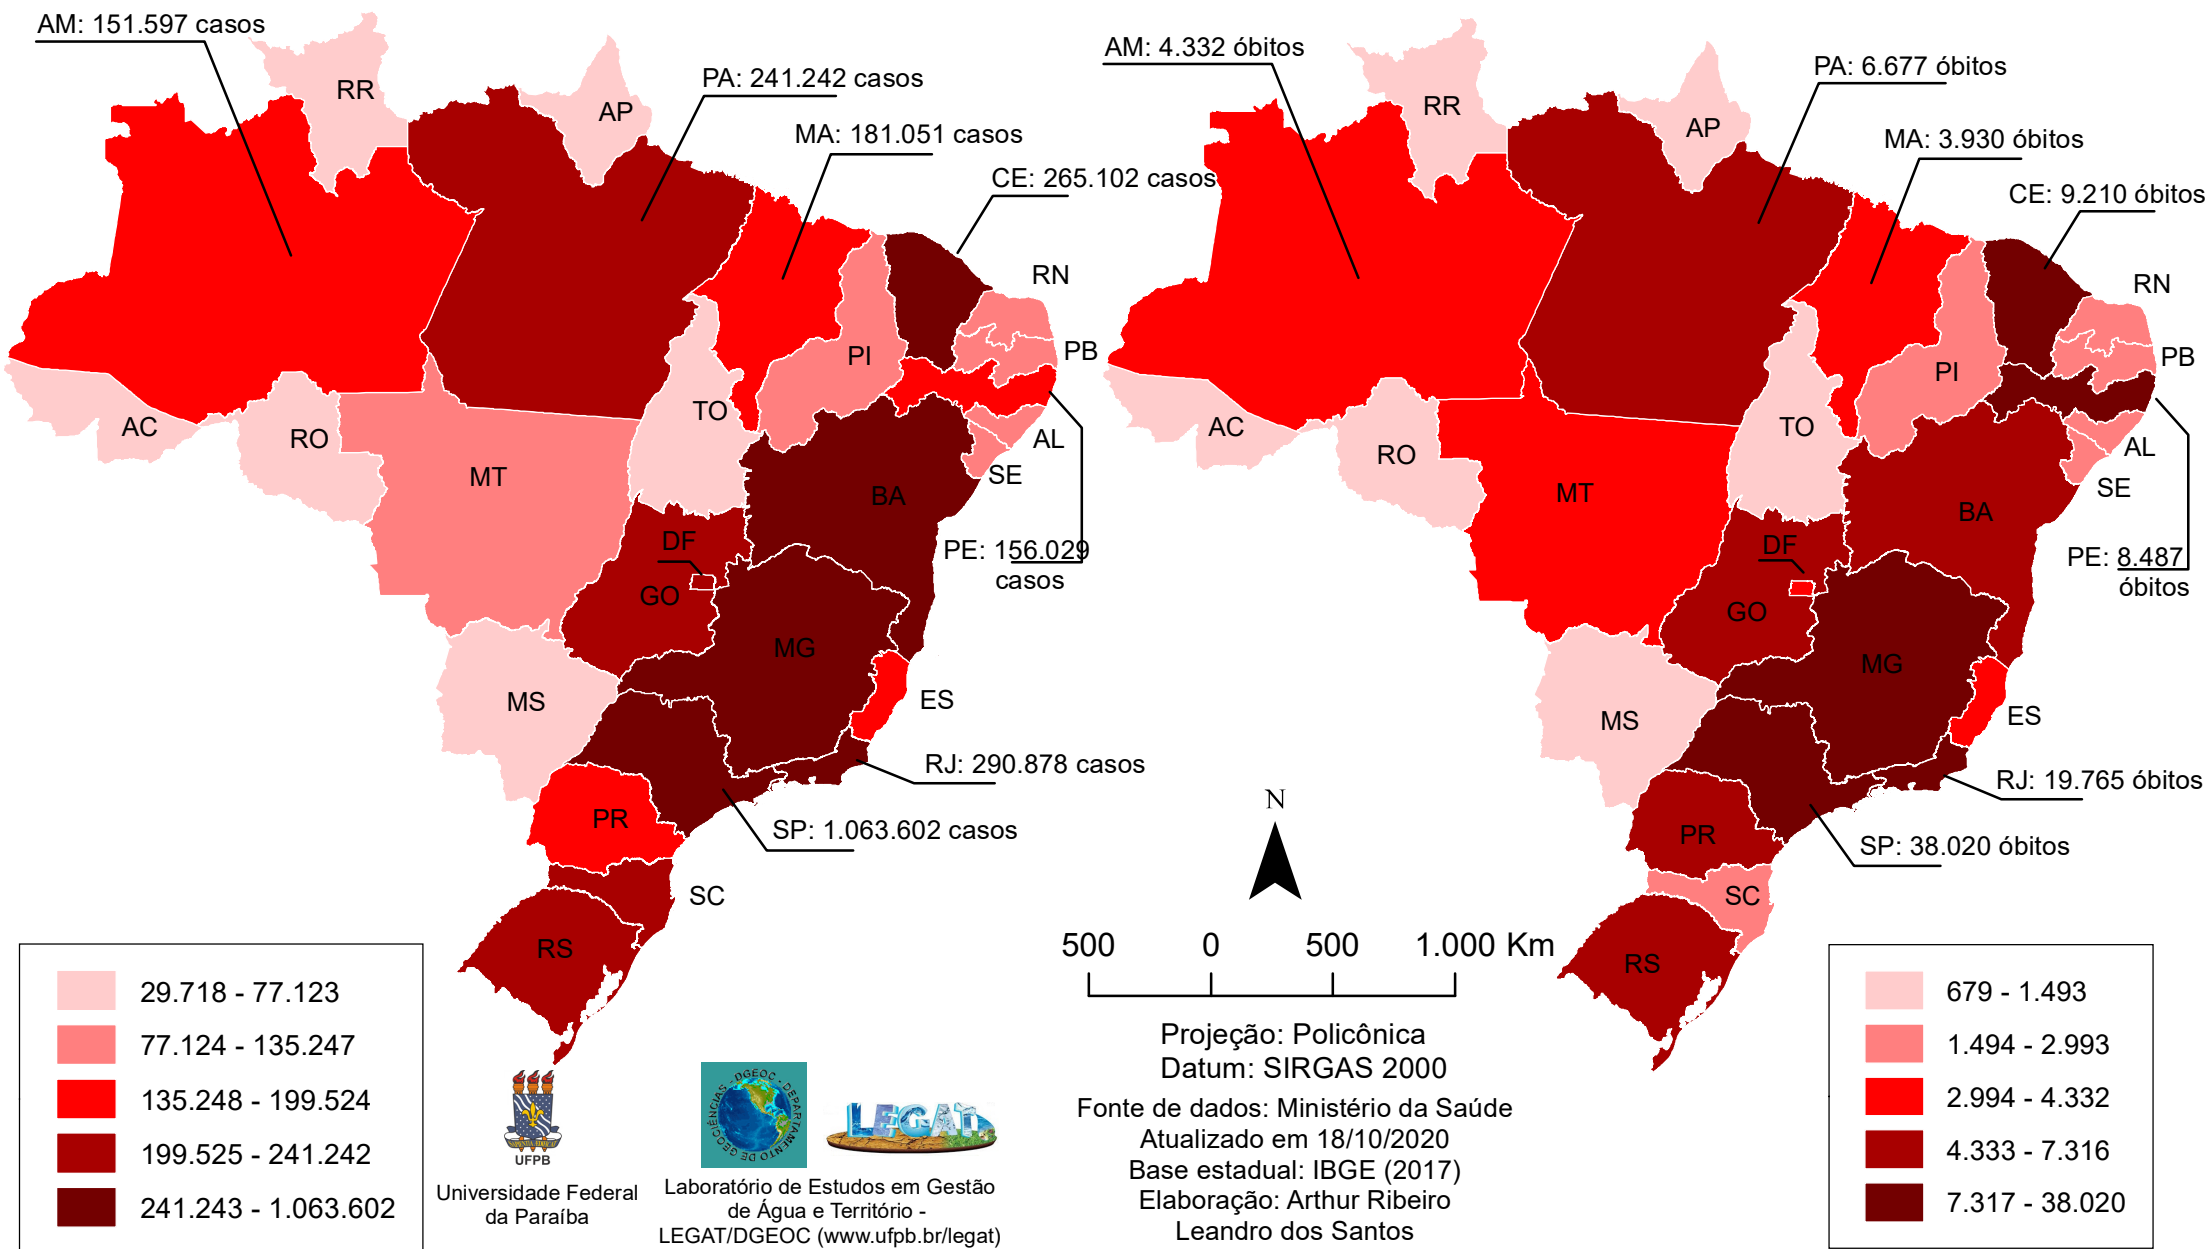 AM: 151.597 casos
RR
AP
PA: 241.242 casos
MA: 181.051 casos
CE: 265.102 casos
RN
PB
PI
TO
AC
RO
MT
AL
SE
BA
DF
GO
PE: 156.029
casos
MG
MS
ES
RJ: 290.878 casos
PR
SP: 1.063.602 casos
SC
RS
29.718 - 77.123
77.124 - 135.247
135.248 - 199.524
199.525 - 241.242
241.243 - 1.063.602
AM: 4.332 óbitos
RR
AP
PA: 6.677 óbitos
MA: 3.930 óbitos
CE: 9.210 óbitos
RN
PB
PI
TO
AC
RO
MT
AL
SE
BA
DF
GO
PE: 8.487
óbitos
MG
MS
ES
RJ: 19.765 óbitos
PR
SP: 38.020 óbitos
SC
RS
679 - 1.493
1.494 - 2.993
2.994 - 4.332
4.333 - 7.316
7.317 - 38.020
N
500 0 500 1.000 Km
Projeção: Policônica
Datum: SIRGAS 2000
Fonte de dados: Ministério da Saúde
Atualizado em 18/10/2020
Base estadual: IBGE (2017)
Elaboração: Arthur Ribeiro
Leandro dos Santos
UFPB
Universidade Federal
da Paraíba
DGEOC - DEPARTAMENTO DE GEOCIÊNCIAS -
LEGAT
Laboratório de Estudos em Gestão
de Água e Território -
LEGAT/DGEOC (www.ufpb.br/legat)